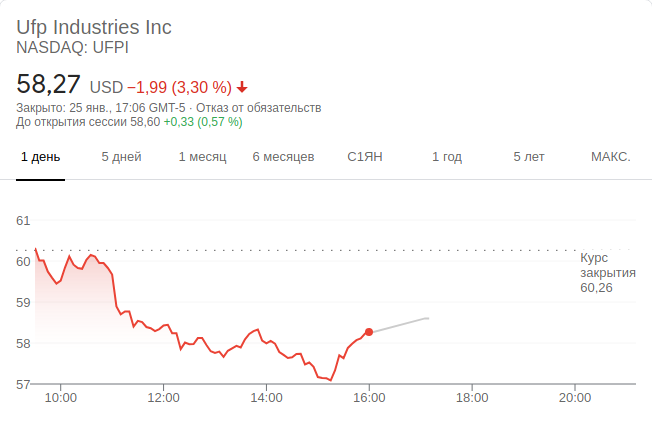 Ufp Industries Inc
NASDAQ: UFPI
58,27 USD −1,99 (3,30 %)
Закрыто: 25 янв., 17:06 GMT-5 · Отказ от обязательств
До открытия сессии 58,60 +0,33 (0,57 %)
1 день 5 дней 1 месяц 6 месяцев С1ЯН 1 год 5 лет МАКС.
61
60
59
58
57
Курс
закрытия
60,26
10:00 12:00 14:00 16:00 18:00 20:00